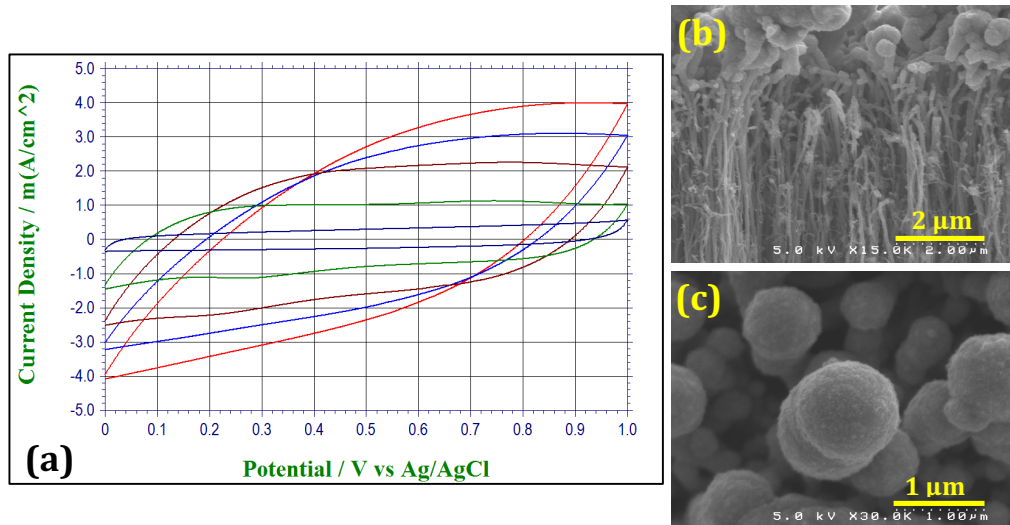 5.0
4.0
3.0
2.0
1.0
0
-1.0
-2.0
-3.0
-4.0
-5.0
0 0.1 0.2 0.3 0.4 0.5 0.6 0.7 0.8 0.9 1.0
Current Density / m(A/cm^2)
Potential / V vs Ag/AgCl
(a)
(b)
2 µm
5.0 kV X15.0K 2.00µm
(c)
1 µm
5.0 kV X30.0K 1.00µm